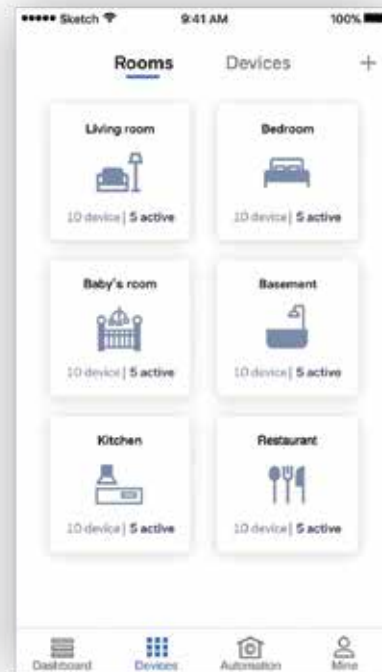 Sketch 9:41 AM 100%
Rooms Devices +
Living room Bedroom
10 device | 5 active 10 device | 5 active
Baby's room Basement
10 device | 5 active 10 device | 5 active
Kitchen Restaurant
10 device | 5 active 10 device | 5 active
Dashboard Devices Automation Mine